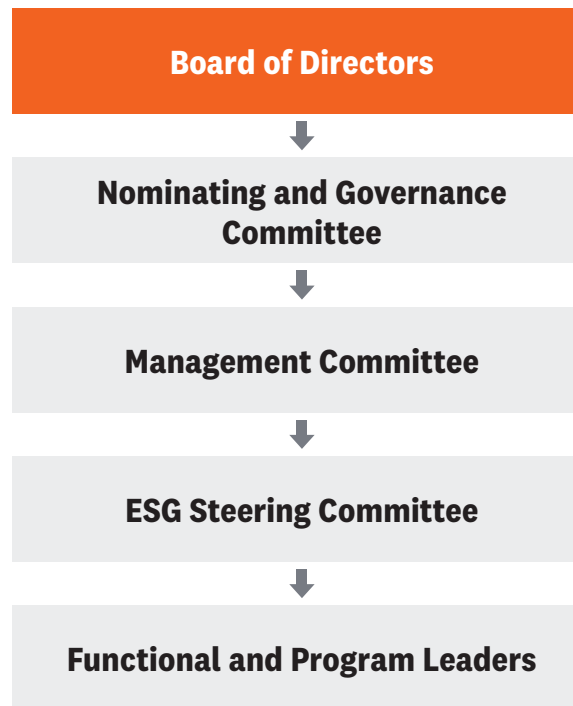 Board of Directors
Nominating and Governance
Committee
Management Committee
ESG Steering Committee
Functional and Program Leaders